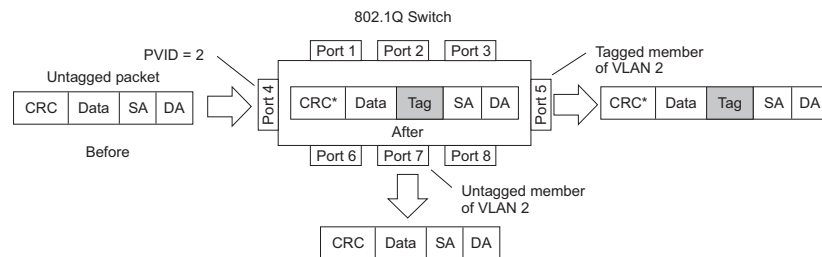 802.1Q Switch
Port 1
Port 2
Port 3
PVID = 2
Tagged member
of VLAN 2
Untagged packet
CRC
Data
SA
DA
Before
Port 4
CRC*
Data
Tag
SA
DA
After
Port 5
CRC*
Data
Tag
SA
DA
Port 6
Port 7
Port 8
Untagged member
of VLAN 2
CRC
Data
SA
DA